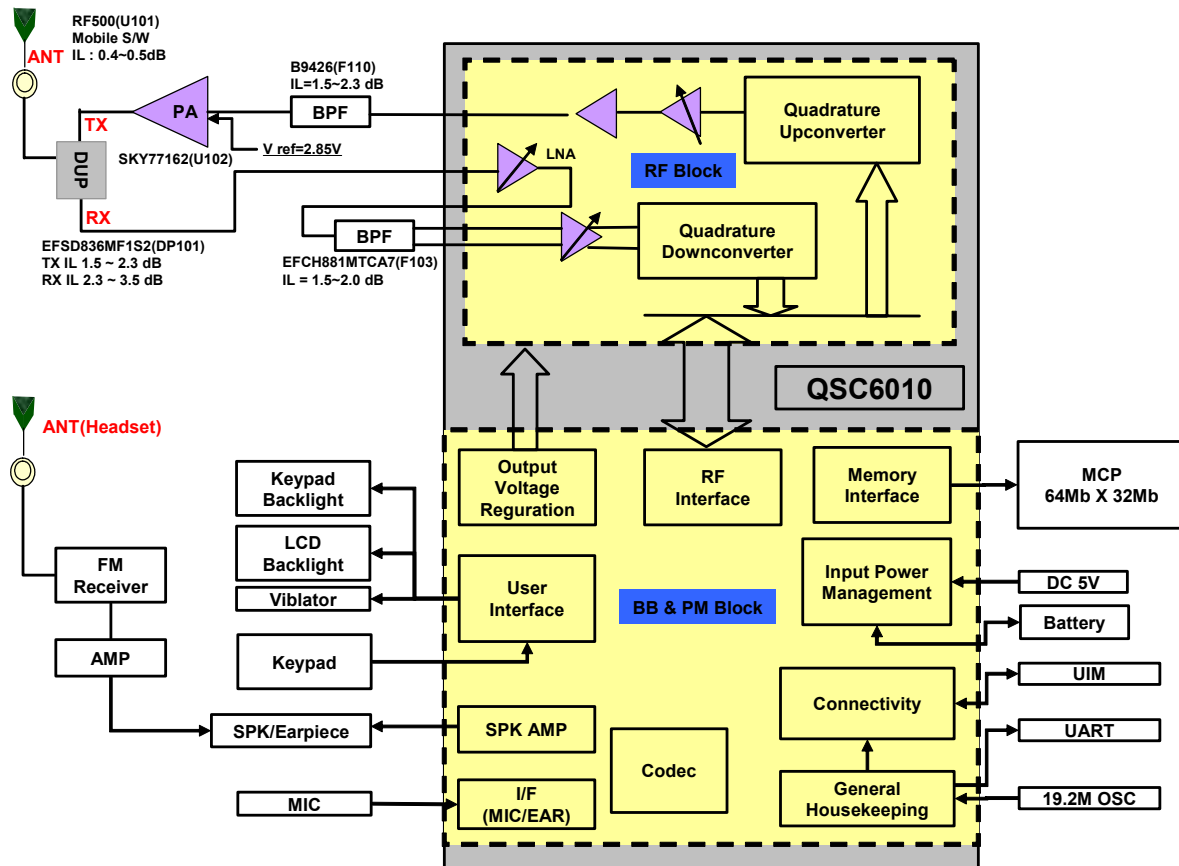 RF500(U101)
Mobile S/W
IL : 0.4~0.5dB
ANT
B9426(F110)
IL=1.5~2.3 dB
PA
BPF
TX
SKY77162(U102)
V ref=2.85V
DUP
RX
EFSD836MF1S2(DP101)
TX IL 1.5 ~ 2.3 dB
RX IL 2.3 ~ 3.5 dB
LNA
BPF
EFCH881MTCA7(F103)
IL = 1.5~2.0 dB
Quadrature
Upconverter
RF Block
Quadrature
Downconverter
QSC6010
ANT(Headset)
FM
Receiver
AMP
Keypad
Backlight
LCD
Backlight
Viblator
Keypad
SPK/Earpiece
MIC
Output
Voltage
Reguration
RF
Interface
Memory
Interface
User
Interface
BB & PM Block
Input Power
Management
Connectivity
SPK AMP
Codec
I/F
(MIC/EAR)
General
Housekeeping
MCP
64Mb X 32Mb
DC 5V
Battery
UIM
UART
19.2M OSC